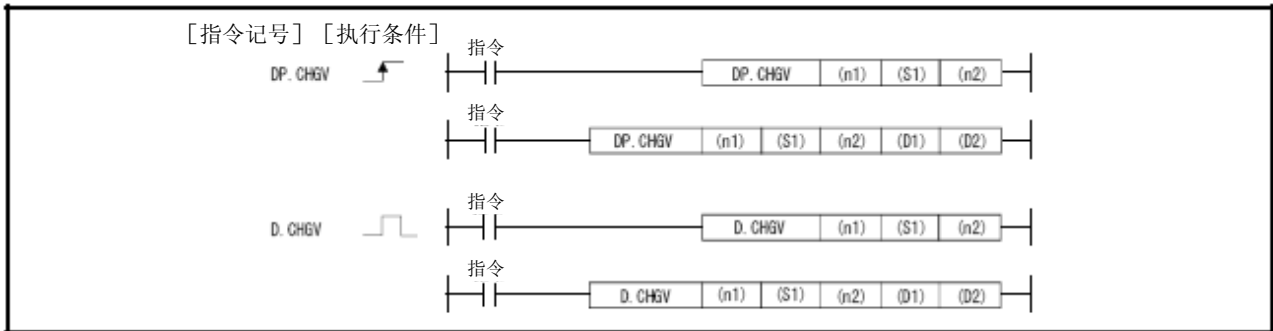 [指令记号] [执行条件]
指令
DP. CHGV DP. CHGV (n1) (S1) (n2)
指令
DP. CHGV (n1) (S1) (n2) (D1) (D2)
指令
D. CHGV D. CHGV (n1) (S1) (n2)
指令
D. CHGV (n1) (S1) (n2) (D1) (D2)